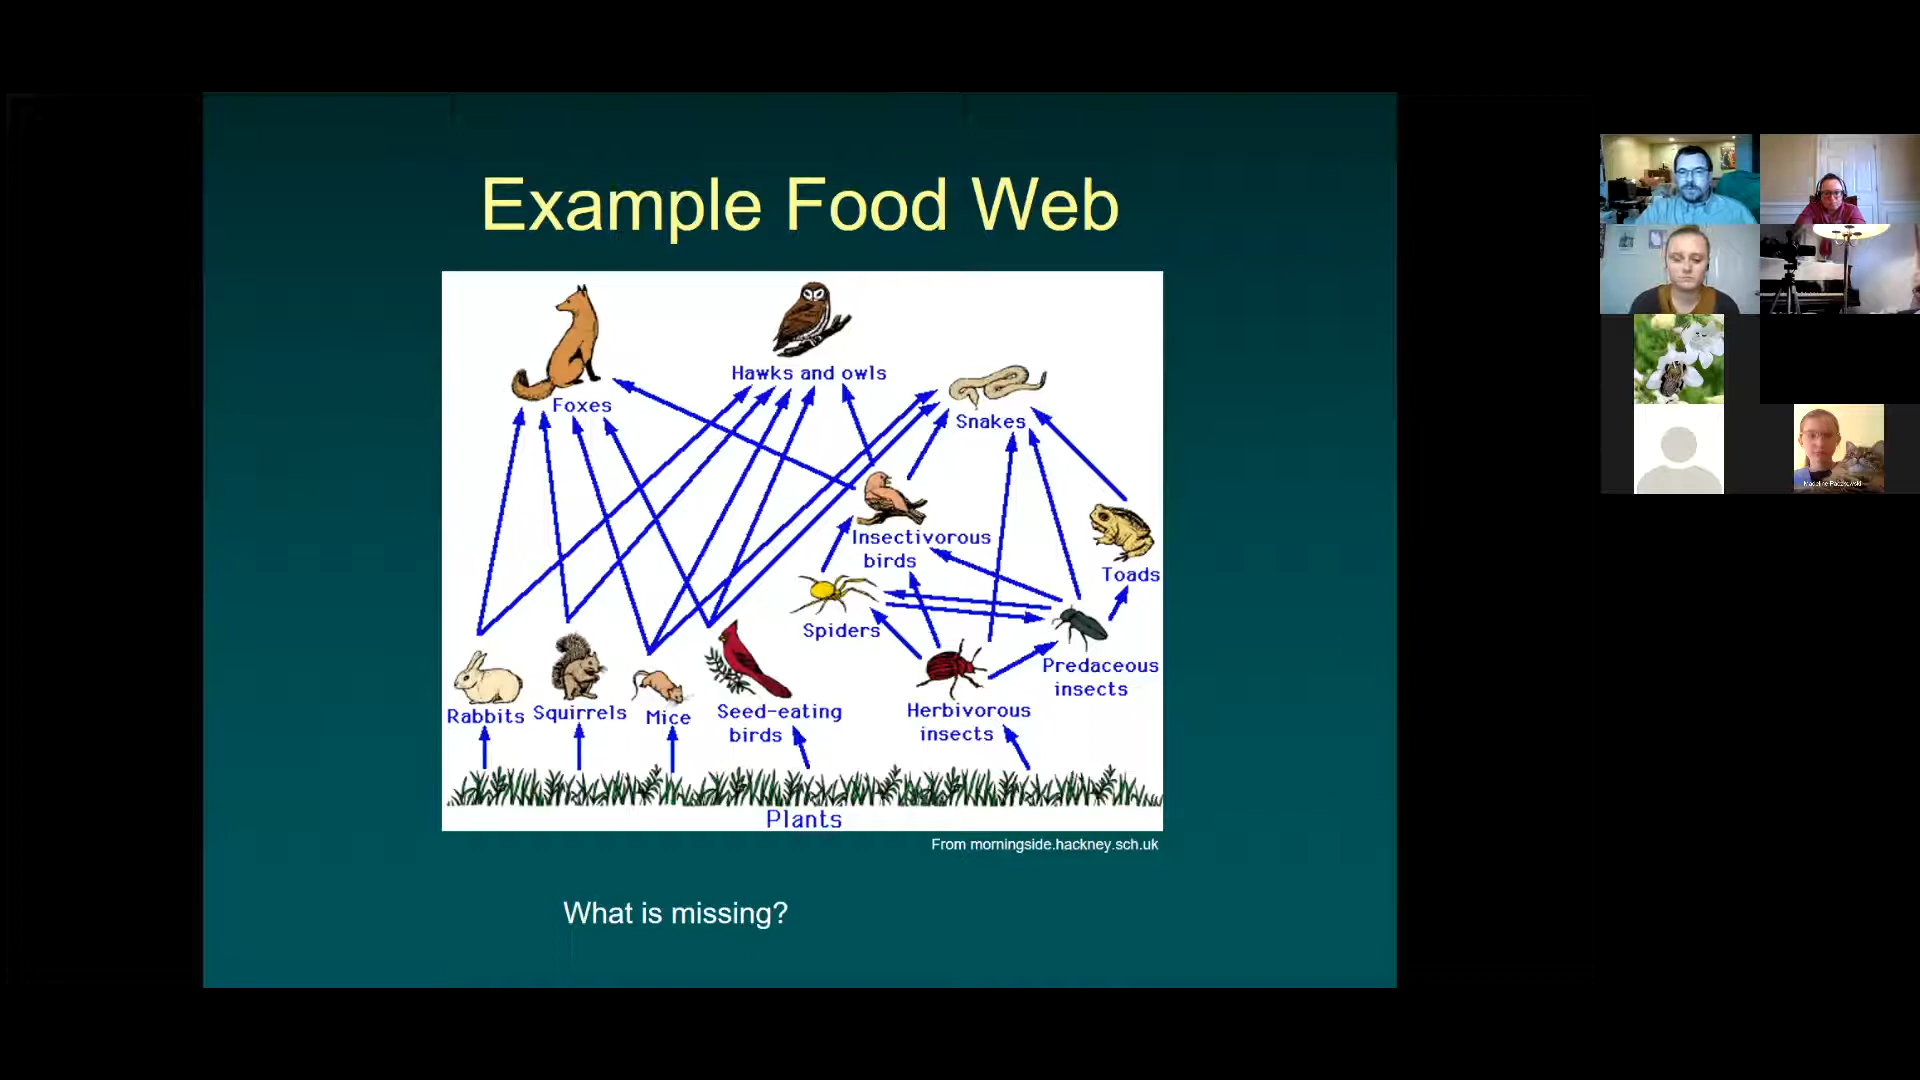 Example Food Web
Hawks and owls
Foxes
Snakes
Insectivorous
birds
Toads
Spiders
Predaceous
insects
Rabbits
Squirrels
Mice
Seed-eating
birds
Herbivorous
insects
Plants
From morningside.hackney.sch.uk
What is missing?